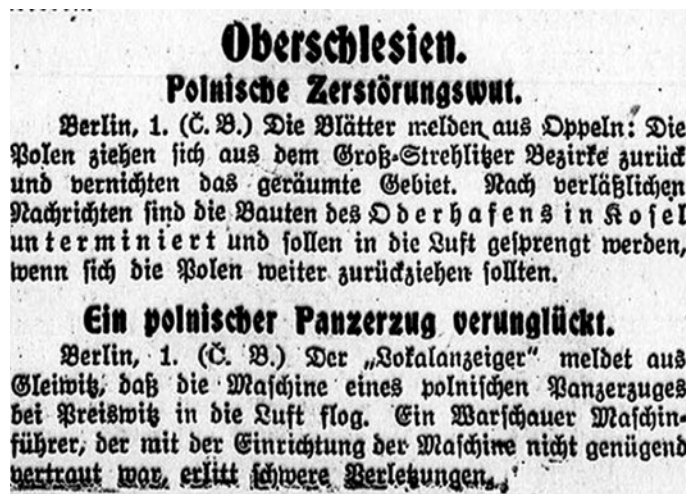 Oberschlesien.
Polnische Zerstörungswut.
Berlin, 1. (Č. B.) Die Blätter melden aus Oppeln: Die
Polen ziehen sich aus dem Groß-Strehlitzer Bezirke zurück
und vernichten das geräumte Gebiet. Nach verläßlichen
Nachrichten sind die Bauten des Oderhafens in Kosel
unterminiert und sollen in die Luft gesprengt werden,
wenn sich die Polen weiter zurückziehen sollten.
Ein polnischer Panzerzug verunglückt.
Berlin, 1. (Č. B.) Der „Lokalanzeiger“ meldet aus
Gleiwitz, daß die Maschine eines polnischen Panzerzuges
bei Preiswitz in die Luft flog. Ein Warschauer Maschin-
führer, der mit der Einrichtung der Maschine nicht genügend
vertraut war, erlitt schwere Verletzungen.